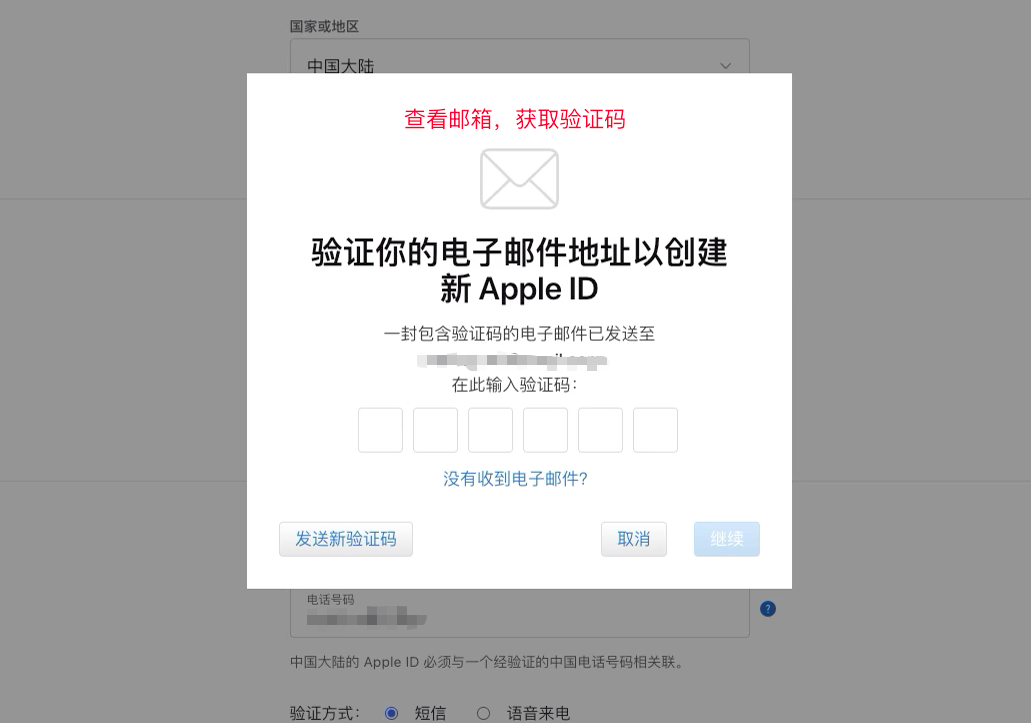 国家或地区
中国大陆
查看邮箱，获取验证码
验证你的电子邮件地址以创建
新 Apple ID
一封包含验证码的电子邮件已发送至
在此输入验证码：
没有收到电子邮件?
发送新验证码
取消
继续
电话号码
?
中国大陆的 Apple ID 必须与一个经验证的中国电话号码相关联。
验证方式： 短信 语音来电